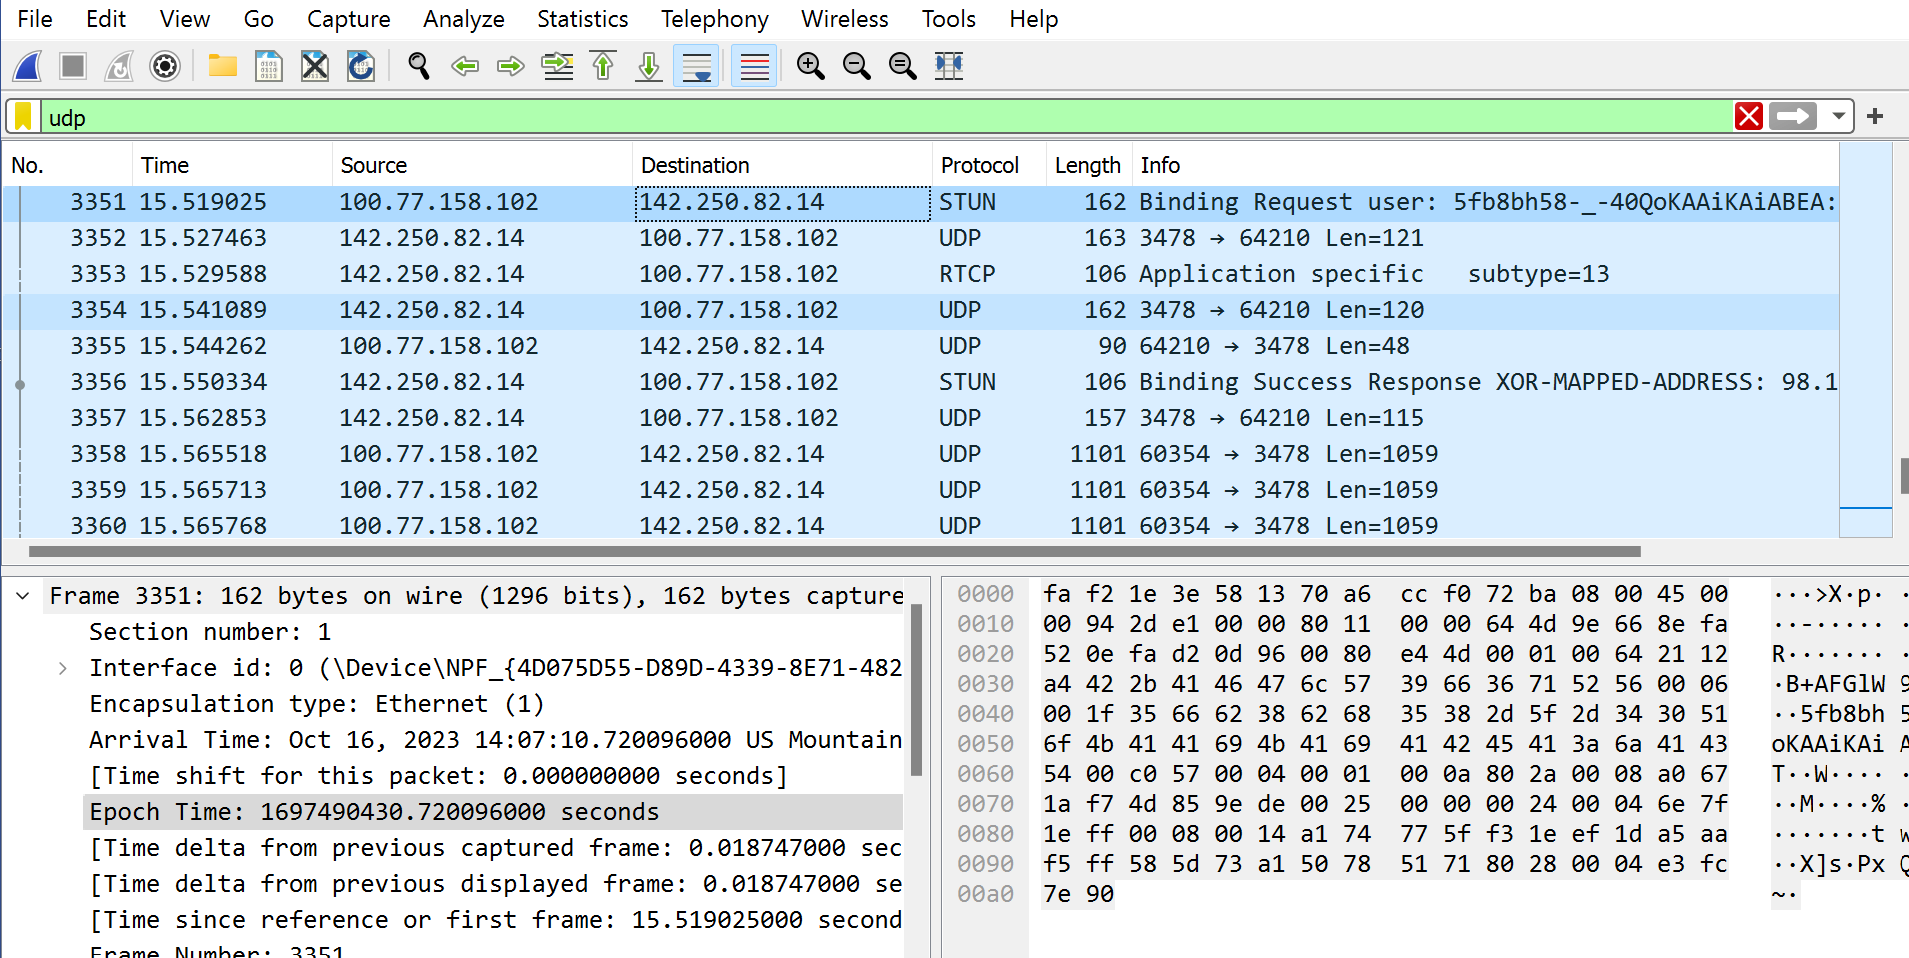 File Edit View Go Capture Analyze Statistics Telephony Wireless Tools Help
udp
No. Time Source Destination Protocol Length Info
3351 15.519025 100.77.158.102 142.250.82.14 STUN 162 Binding Request user: 5fb8bh58-_-40QoKAAiKAiABEA:
3352 15.527463 142.250.82.14 100.77.158.102 UDP 163 3478 → 64210 Len=121
3353 15.529588 142.250.82.14 100.77.158.102 RTCP 106 Application specific subtype=13
3354 15.541089 142.250.82.14 100.77.158.102 UDP 162 3478 → 64210 Len=120
3355 15.544262 100.77.158.102 142.250.82.14 UDP 90 64210 → 3478 Len=48
3356 15.550334 142.250.82.14 100.77.158.102 STUN 106 Binding Success Response XOR-MAPPED-ADDRESS: 98.1
3357 15.562853 142.250.82.14 100.77.158.102 UDP 157 3478 → 64210 Len=115
3358 15.565518 100.77.158.102 142.250.82.14 UDP 1101 60354 → 3478 Len=1059
3359 15.565713 100.77.158.102 142.250.82.14 UDP 1101 60354 → 3478 Len=1059
3360 15.565768 100.77.158.102 142.250.82.14 UDP 1101 60354 → 3478 Len=1059
Frame 3351: 162 bytes on wire (1296 bits), 162 bytes capture
Section number: 1
Interface id: 0 (\Device\NPF_{4D075D55-D89D-4339-8E71-482
Encapsulation type: Ethernet (1)
Arrival Time: Oct 16, 2023 14:07:10.720096000 US Mountain
[Time shift for this packet: 0.000000000 seconds]
Epoch Time: 1697490430.720096000 seconds
[Time delta from previous captured frame: 0.018747000 sec
[Time delta from previous displayed frame: 0.018747000 se
[Time since reference or first frame: 15.519025000 second
Frame Number: 3351
0000 fa f2 1e 3e 58 13 70 a6 cc f0 72 ba 08 00 45 00 ···>X·p· ·
0010 00 94 2d e1 00 00 80 11 00 00 64 4d 9e 66 8e fa ··-····· ·
0020 52 0e fa d2 0d 96 00 80 e4 4d 00 01 00 64 21 12 R······· ·
0030 a4 42 2b 41 46 47 6c 57 39 66 36 71 52 56 00 06 ·B+AFGlW 9
0040 00 1f 35 66 62 38 62 68 35 38 2d 5f 2d 34 30 51 ··5fb8bh 5
0050 6f 4b 41 41 69 4b 41 69 41 42 45 41 3a 6a 41 43 oKAAiKAi A
0060 54 00 c0 57 00 04 00 01 00 0a 80 2a 00 08 a0 67 T··W···· ·
0070 1a f7 4d 85 9e de 00 25 00 00 00 24 00 04 6e 7f ··M····% ·
0080 1e ff 00 08 00 14 a1 74 77 5f f3 1e ef 1d a5 aa ·······t w
0090 f5 ff 58 5d 73 a1 50 78 51 71 80 28 00 04 e3 fc ··X]s·Px Q
00a0 7e 90 ~·